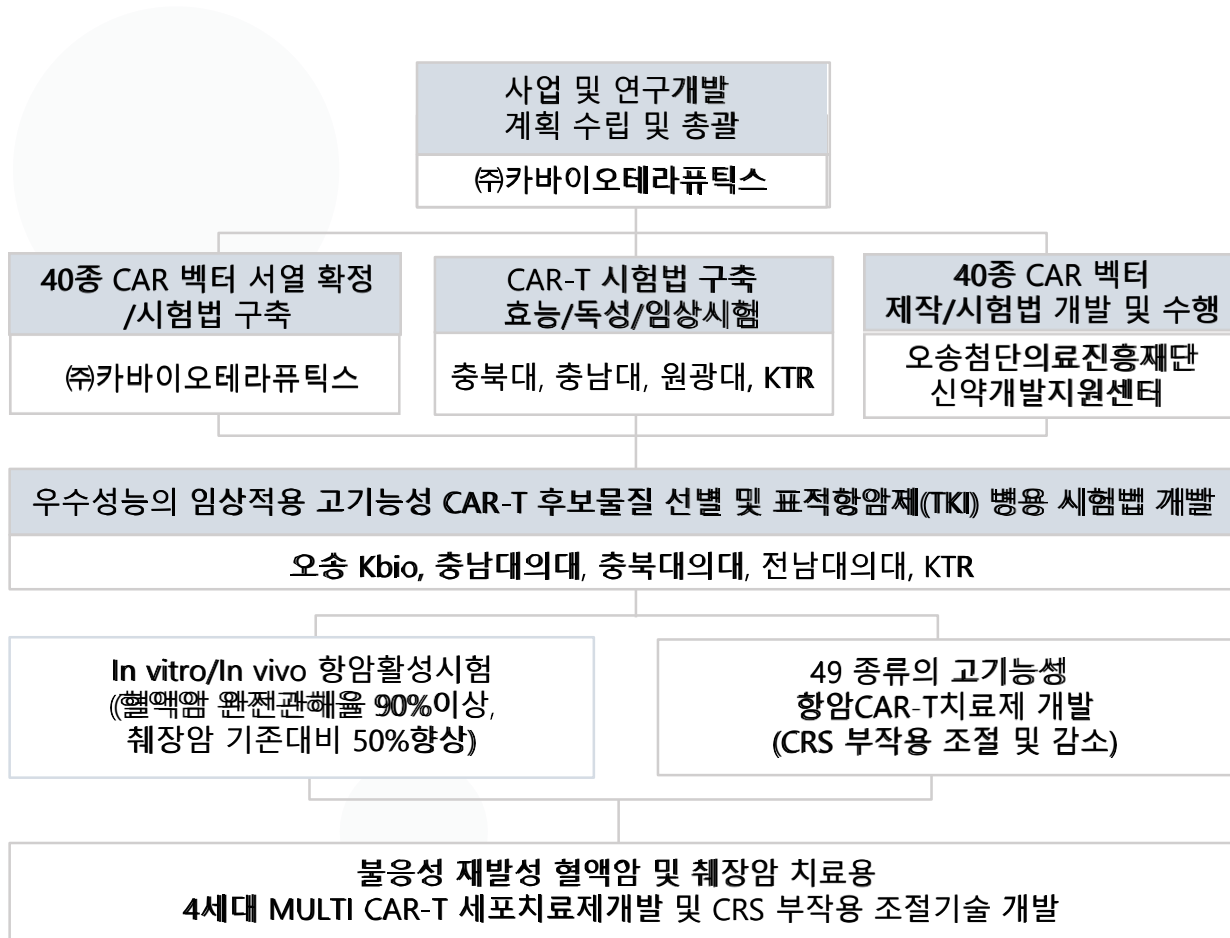 사업 및 연구개발
계획 수립 및 총괄
㈜카바이오테라퓨틱스
40종 CAR 벡터 서열 확정
/시험법 구축
㈜카바이오테라퓨틱스
CAR-T 시험법 구축
효능/독성/임상시험
충북대, 충남대, 원광대, KTR
40종 CAR 벡터
제작/시험법 개발 및 수행
오송첨단의료진흥재단
신약개발지원센터
우수성능의 임상적용 고기능성 CAR-T 후보물질 선별 및 표적항암제(TKI) 병용 시험법 개발
오송 Kbio, 충남대의대, 충북대의대, 전남대의대, KTR
In vitro/In vivo 항암활성시험
(혈액암 완전관해율 90%이상,
췌장암 기존대비 50%향상)
49 종류의 고기능성
항암CAR-T치료제 개발
(CRS 부작용 조절 및 감소)
불응성 재발성 혈액암 및 췌장암 치료용
4세대 MULTI CAR-T 세포치료제개발 및 CRS 부작용 조절기술 개발